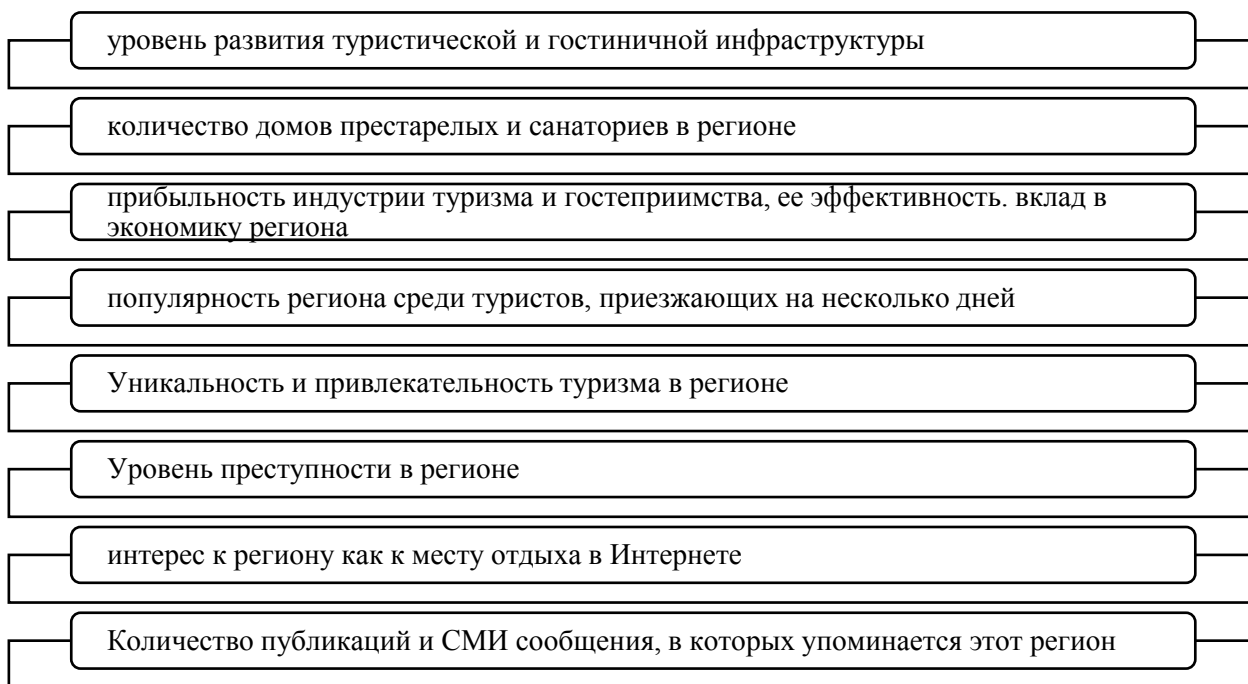 уровень развития туристической и гостиничной инфраструктуры
количество домов престарелых и санаториев в регионе
прибыльность индустрии туризма и гостеприимства, ее эффективность. вклад в
экономику региона
популярность региона среди туристов, приезжающих на несколько дней
Уникальность и привлекательность туризма в регионе
Уровень преступности в регионе
интерес к региону как к месту отдыха в Интернете
Количество публикаций и СМИ сообщения, в которых упоминается этот регион